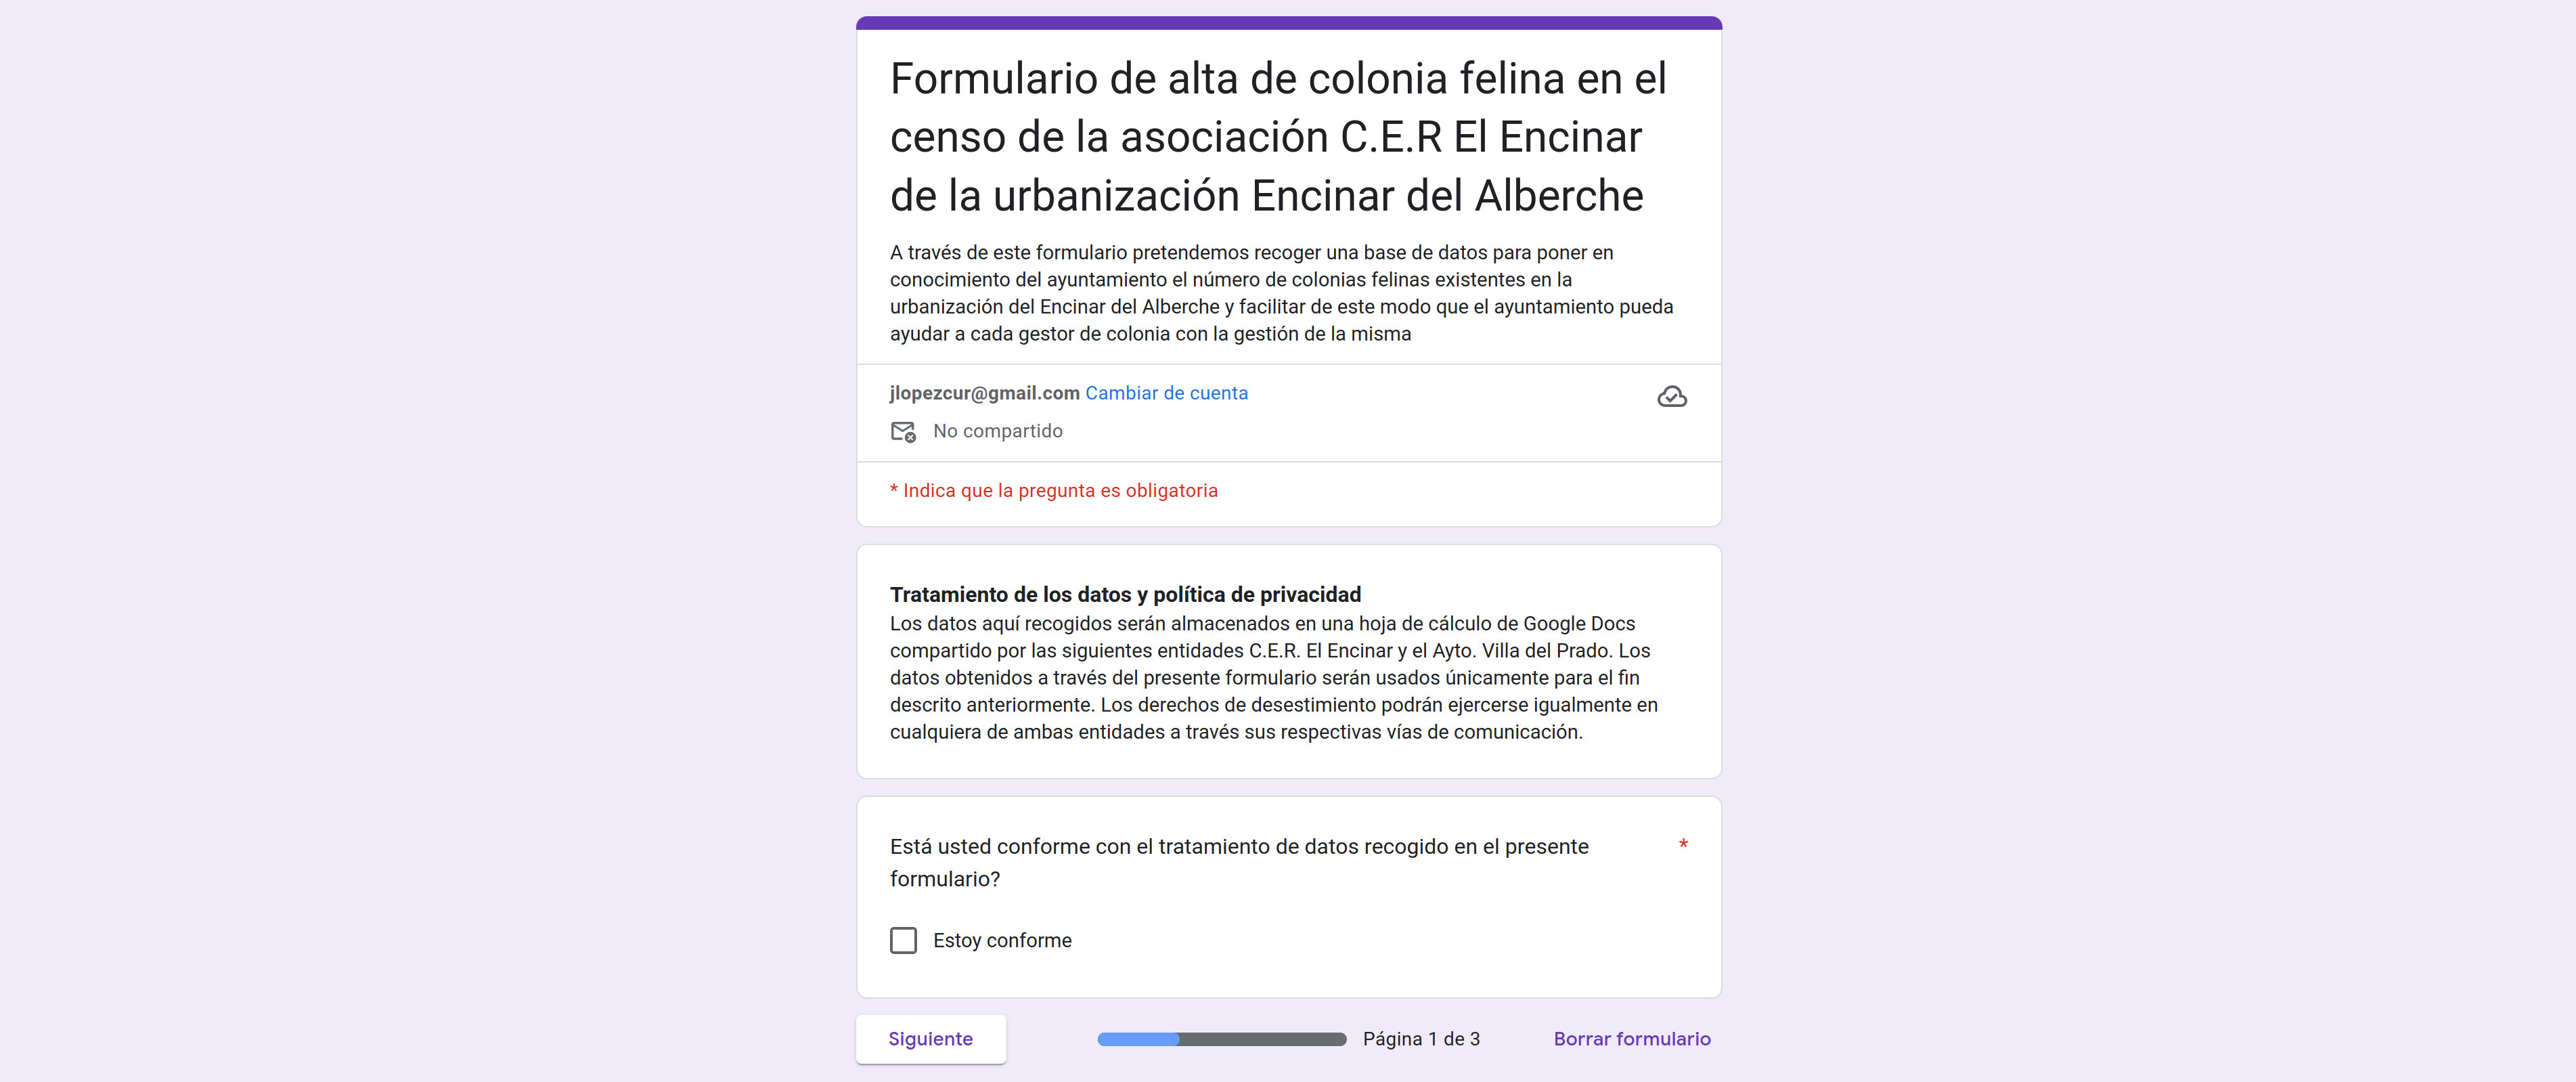 Formulario de alta de colonia felina en el
censo de la asociación C.E.R El Encinar
de la urbanización Encinar del Alberche
A través de este formulario pretendemos recoger una base de datos para poner en
conocimiento del ayuntamiento el número de colonias felinas existentes en la
urbanización del Encinar del Alberche y facilitar de este modo que el ayuntamiento pueda
ayudar a cada gestor de colonia con la gestión de la misma
jlopezcur@gmail.com Cambiar de cuenta
No compartido
* Indica que la pregunta es obligatoria
Tratamiento de los datos y política de privacidad
Los datos aquí recogidos serán almacenados en una hoja de cálculo de Google Docs
compartido por las siguientes entidades C.E.R. El Encinar y el Ayto. Villa del Prado. Los
datos obtenidos a través del presente formulario serán usados únicamente para el fin
descrito anteriormente. Los derechos de desestimiento podrán ejercerse igualmente en
cualquiera de ambas entidades a través sus respectivas vías de comunicación.
Está usted conforme con el tratamiento de datos recogido en el presente *
formulario?
Estoy conforme
Siguiente Página 1 de 3 Borrar formulario